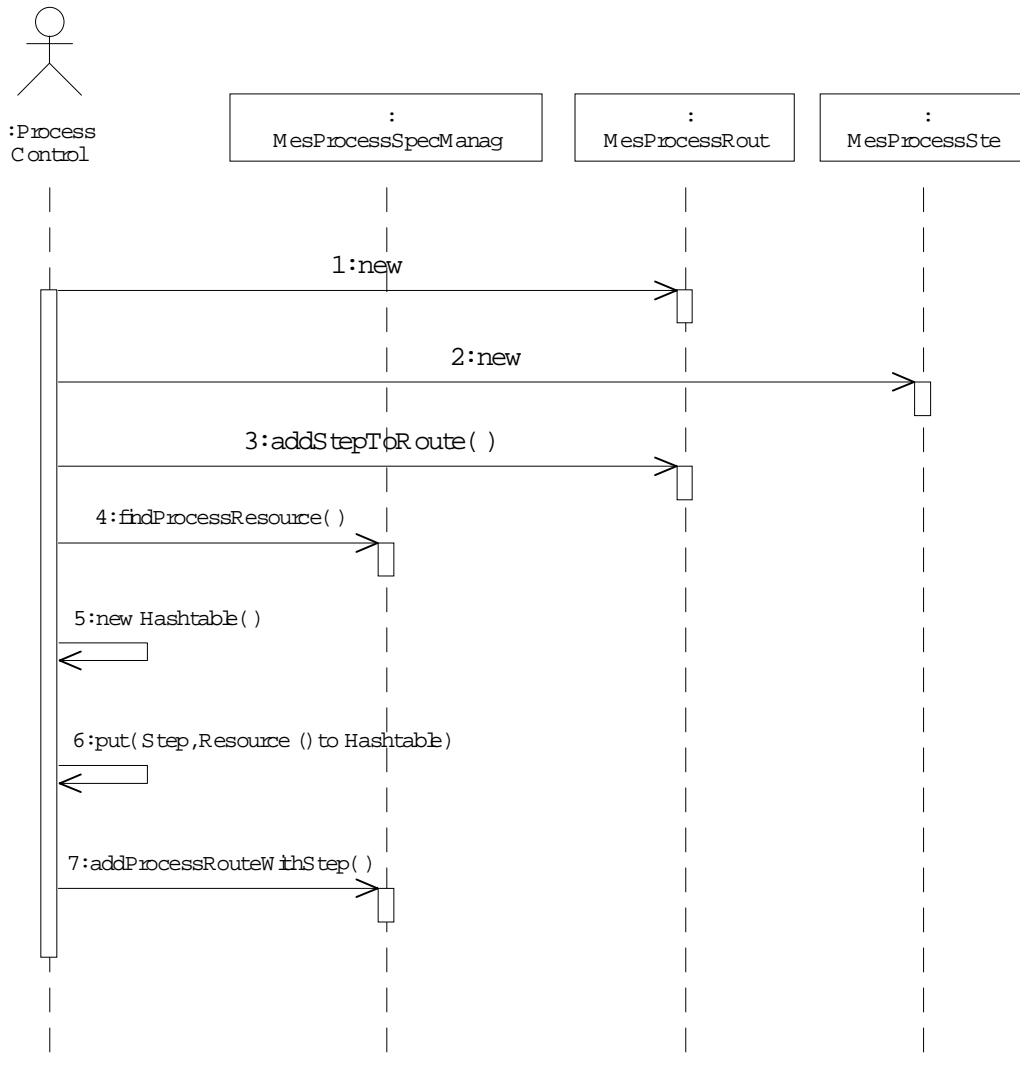 :Process
Control
:
MesProcessSpecManag
:
MesProcessRout
:
MesProcessSte
1:new
2:new
3:addStepToRoute( )
4:findProcessResource( )
5:new Hashtable( )
6:put(Step,Resource () to Hashtable)
7:addProcessRouteWithStep( )